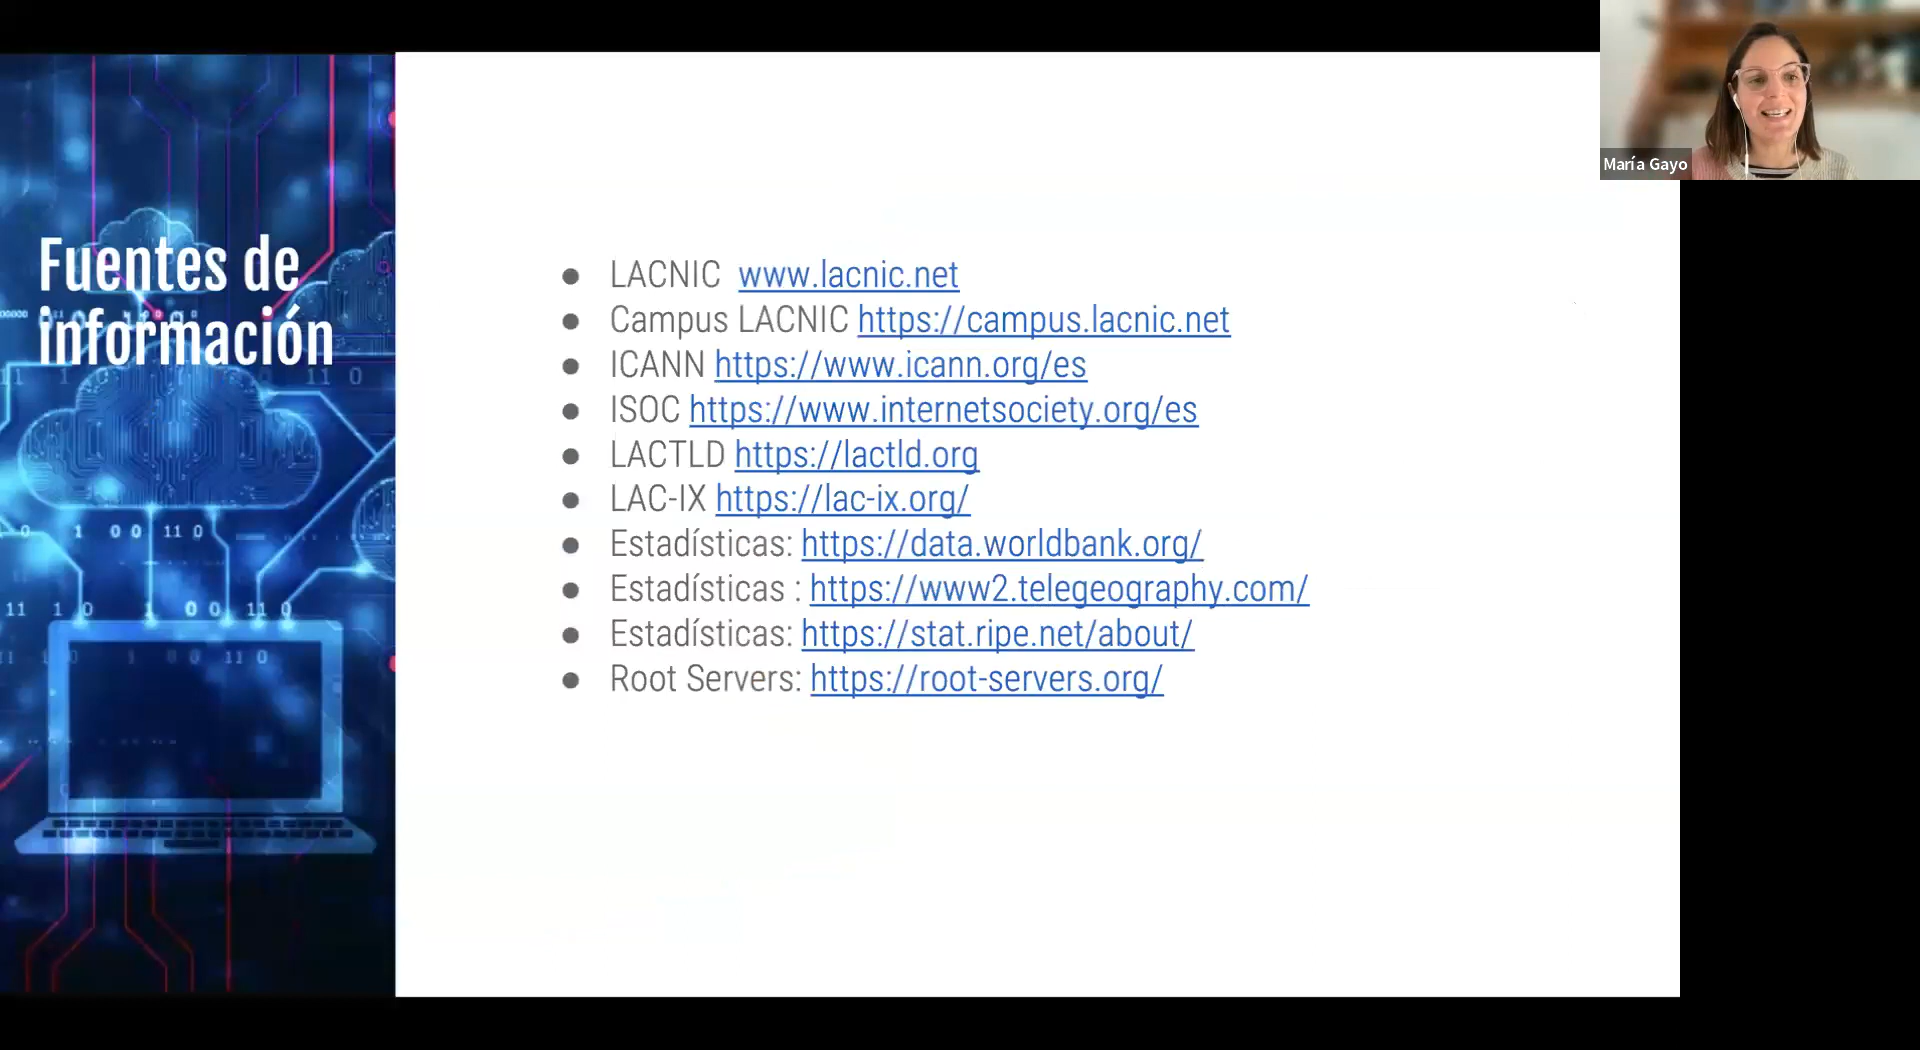 María Gayo
Fuentes de
información
● LACNIC www.lacnic.net
● Campus LACNIC https://campus.lacnic.net
● ICANN https://www.icann.org/es
● ISOC https://www.internetsociety.org/es
● LACTLD https://lactld.org
● LAC-IX https://lac-ix.org/
● Estadísticas: https://data.worldbank.org/
● Estadísticas : https://www2.telegeography.com/
● Estadísticas: https://stat.ripe.net/about/
● Root Servers: https://root-servers.org/